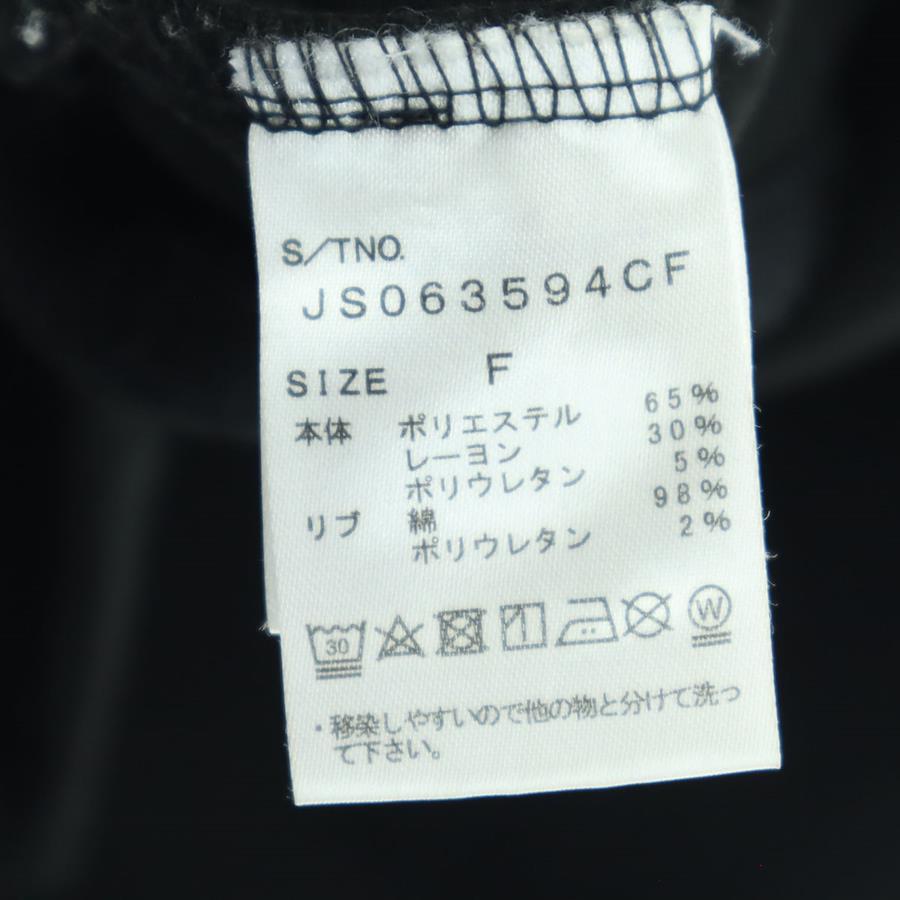 S/TNO.
JS063594CF
SIZE F
本体 ポリエステル 65%
レーヨン 30%
ポリウレタン 5%
リブ 綿 98%
ポリウレタン 2%
30 W
・移染しやすいので他の物と分けて洗っ
て下さい。